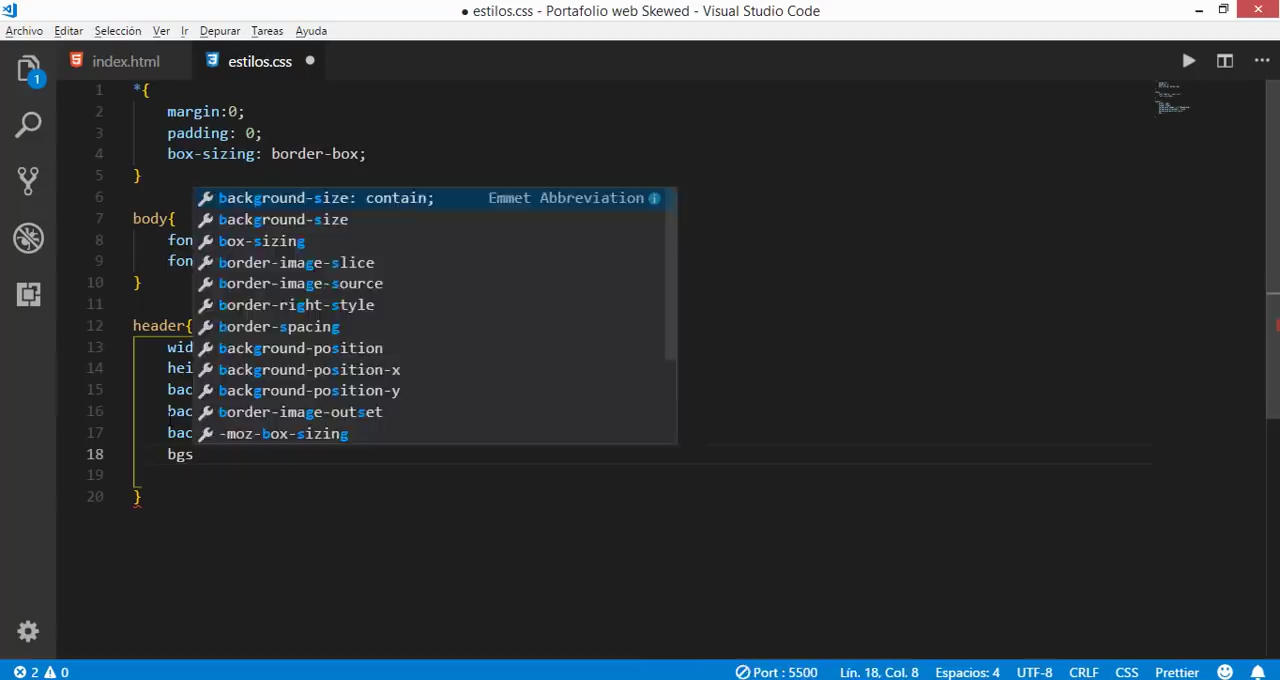 ● estilos.css - Portafolio web Skewed - Visual Studio Code
Archivo Editar Selección Ver Ir Depurar Tareas Ayuda
1
index.html estilos.css ●
1 *{
2 margin:0;
3 padding: 0;
4 box-sizing: border-box;
5 }
6
7 body{
8 fon
9 fon
10 }
11
12 header{
13 wid
14 hei
15 bac
16 bac
17 bac
18 bgs
19
20 }
background-size: contain; Emmet Abbreviation
background-size
box-sizing
border-image-slice
border-image-source
border-right-style
border-spacing
background-position
background-position-x
background-position-y
border-image-outset
-moz-box-sizing
2 0 Port : 5500 Lín. 18, Col. 8 Espacios: 4 UTF-8 CRLF CSS Prettier